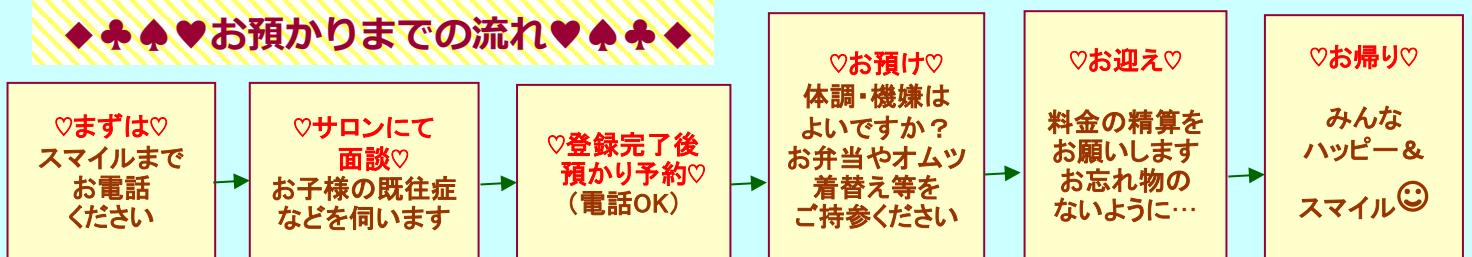 ◆♣♠♥お預かりまでの流れ♥♠♣◆
♡まずは♡
スマイルまで
お電話
ください
♡サロンにて
面談♡
お子様の既往症
などを伺います
♡登録完了後
預かり予約♡
（電話OK）
♡お預け♡
体調・機嫌は
よいですか？
お弁当やオムツ
着替え等を
ご持参ください
♡お迎え♡
料金の精算を
お願いします
お忘れ物の
ないように…
♡お帰り♡
みんな
ハッピー＆
スマイル☺